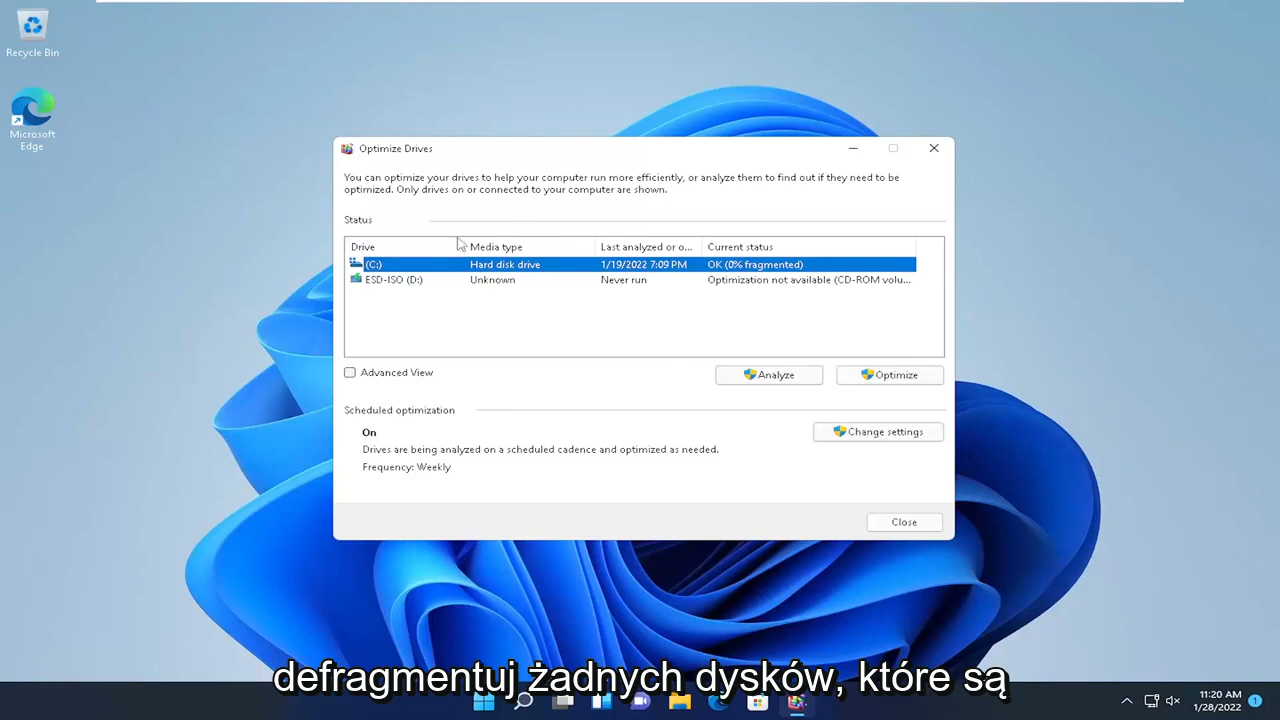 Recycle Bin
Microsoft
Edge
Optimize Drives
You can optimize your drives to help your computer run more efficiently, or analyze them to find out if they need to be
optimized. Only drives on or connected to your computer are shown.
Status
Drive Media type Last analyzed or o... Current status
(C:) Hard disk drive 1/19/2022 7:09 PM OK (0% fragmented)
ESD-ISO (D:) Unknown Never run Optimization not available (CD-ROM volu...
Advanced View
Analyze
Optimize
Scheduled optimization
On
Change settings
Drives are being analyzed on a scheduled cadence and optimized as needed.
Frequency: Weekly
Close
defragmentuj żadnych dysków, które są
11:20 AM
1/28/2022
1